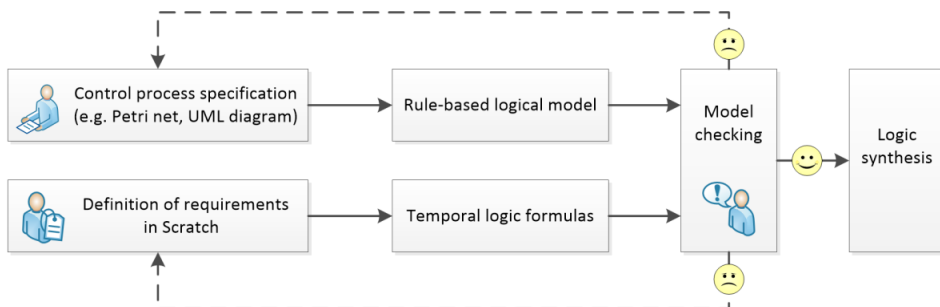 Control process specification
(e.g. Petri net, UML diagram)
Rule-based logical model
Model
checking
Logic
synthesis
Definition of requirements
in Scratch
Temporal logic formulas